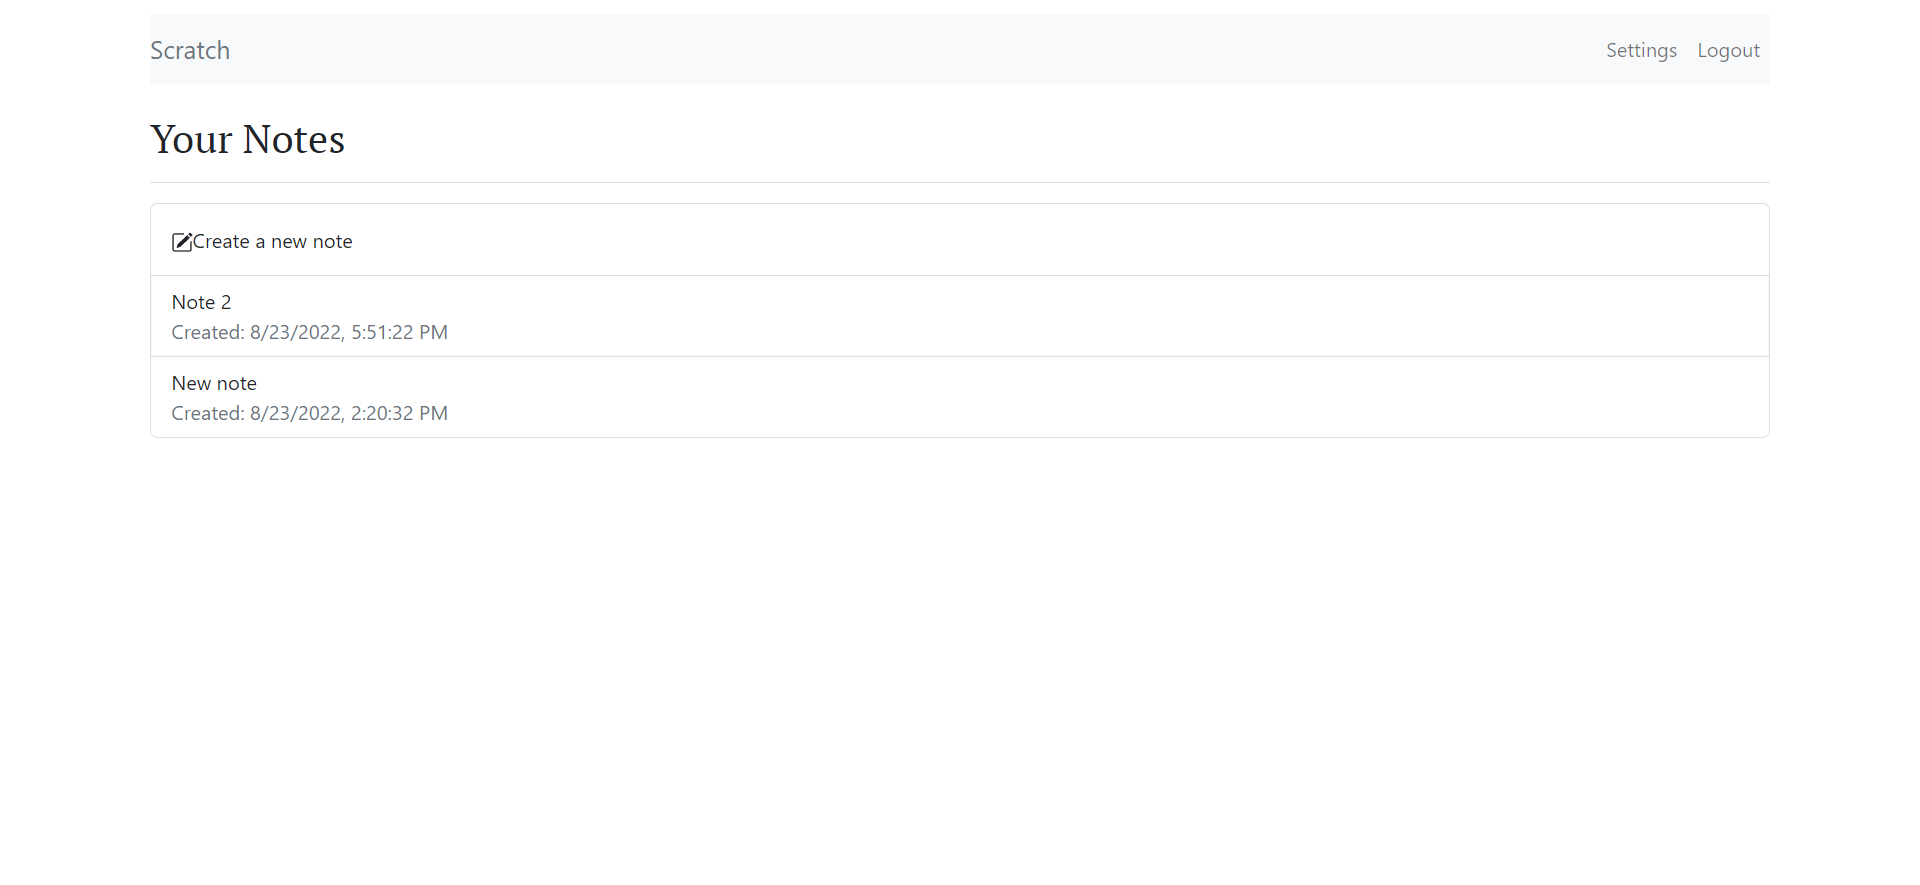 Scratch
Settings Logout
Your Notes
Create a new note
Note 2
Created: 8/23/2022, 5:51:22 PM
New note
Created: 8/23/2022, 2:20:32 PM